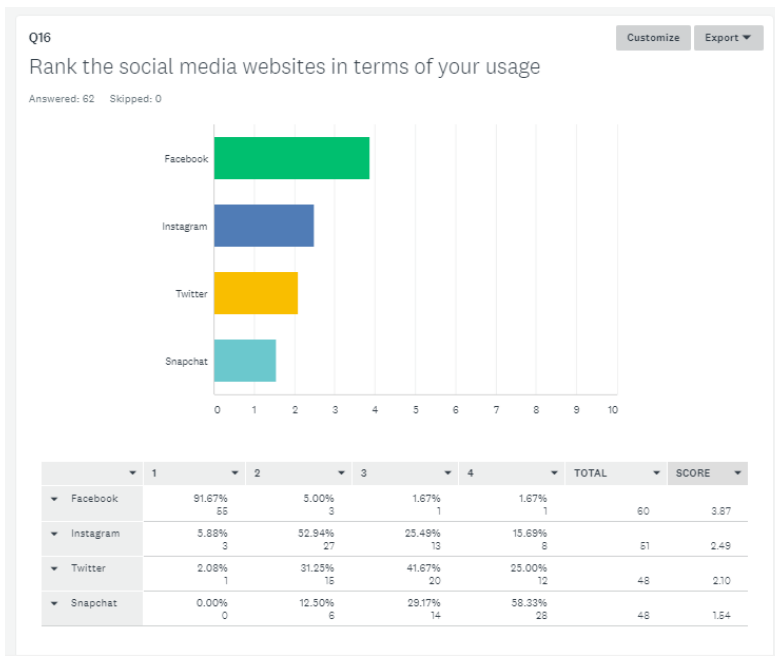 Q16
Customize
Export
Rank the social media websites in terms of your usage
Answered: 62 Skipped: 0
Facebook
Instagram
Twitter
Snapchat
0 1 2 3 4 5 6 7 8 9 10
1 2 3 4 TOTAL SCORE
Facebook 91.67% 5.00% 1.67% 1.67%
55 3 1 1 60 3.87
Instagram 5.88% 52.94% 25.49% 15.69%
3 27 13 8 51 2.49
Twitter 2.08% 31.25% 41.67% 25.00%
1 15 20 12 48 2.10
Snapchat 0.00% 12.50% 29.17% 58.33%
0 6 14 28 48 1.54